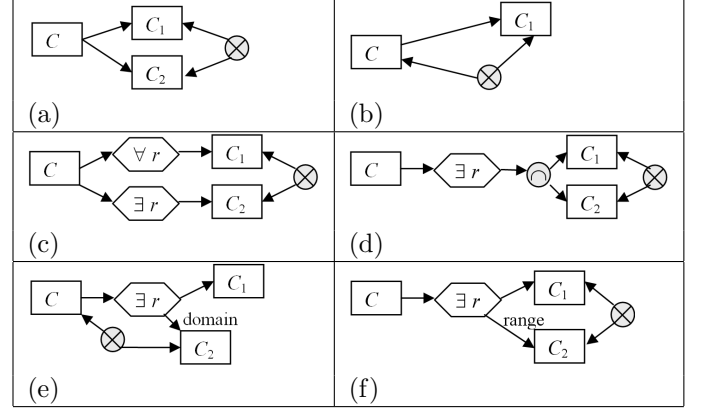 C C₁ C₂
(a)
C C₁
(b)
C ∀ r C₁
∃ r C₂
(c)
C ∃ r ∩ C₁
C₂
(d)
C ∃ r C₁
domain
C₂
(e)
C ∃ r C₁
range
C₂
(f)